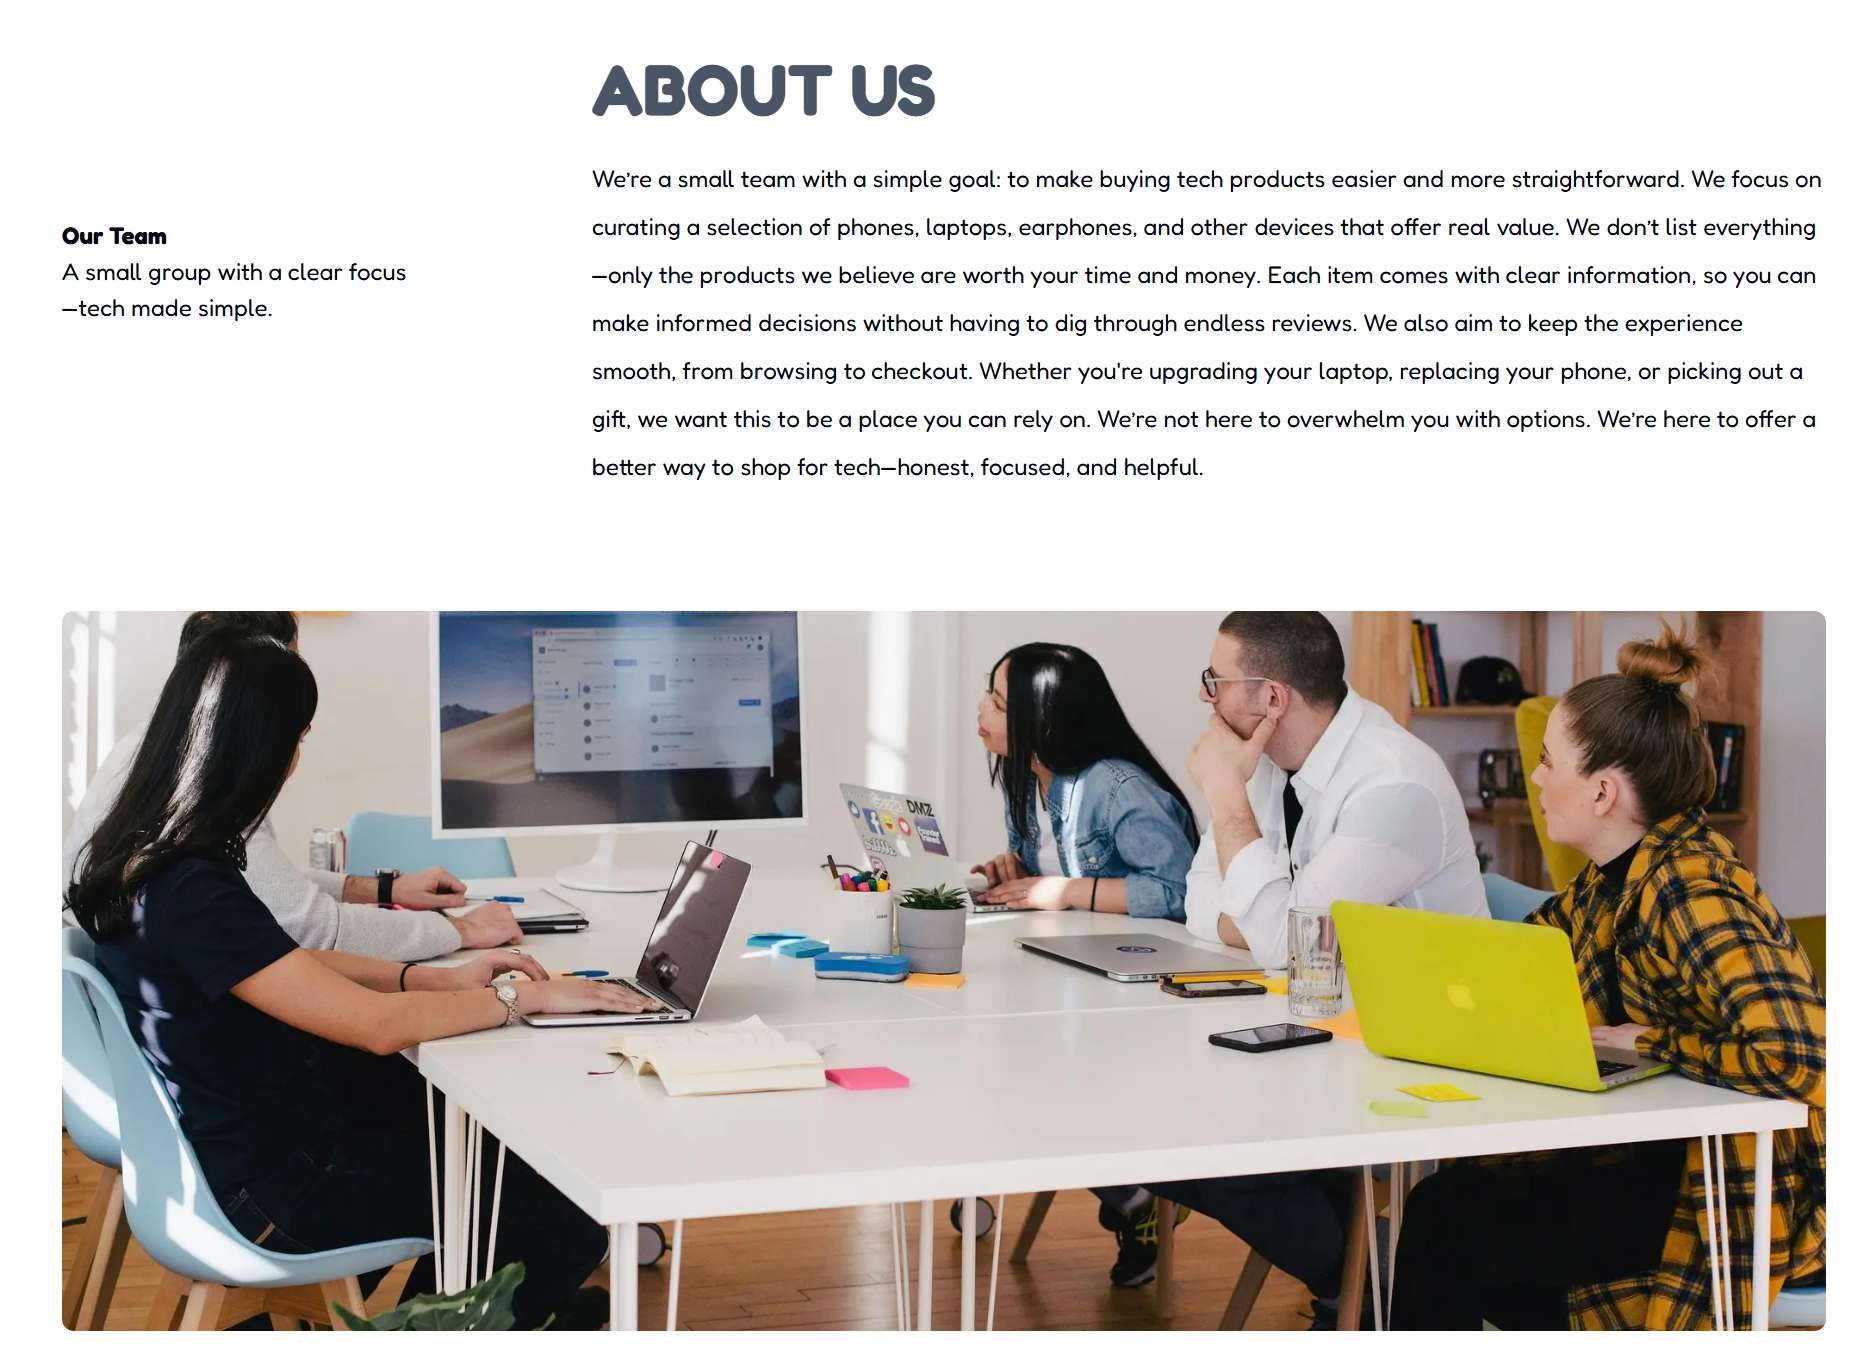 ABOUT US
Our Team
A small group with a clear focus
—tech made simple.
We’re a small team with a simple goal: to make buying tech products easier and more straightforward. We focus on
curating a selection of phones, laptops, earphones, and other devices that offer real value. We don’t list everything
—only the products we believe are worth your time and money. Each item comes with clear information, so you can
make informed decisions without having to dig through endless reviews. We also aim to keep the experience
smooth, from browsing to checkout. Whether you're upgrading your laptop, replacing your phone, or picking out a
gift, we want this to be a place you can rely on. We’re not here to overwhelm you with options. We’re here to offer a
better way to shop for tech—honest, focused, and helpful.
DMZ